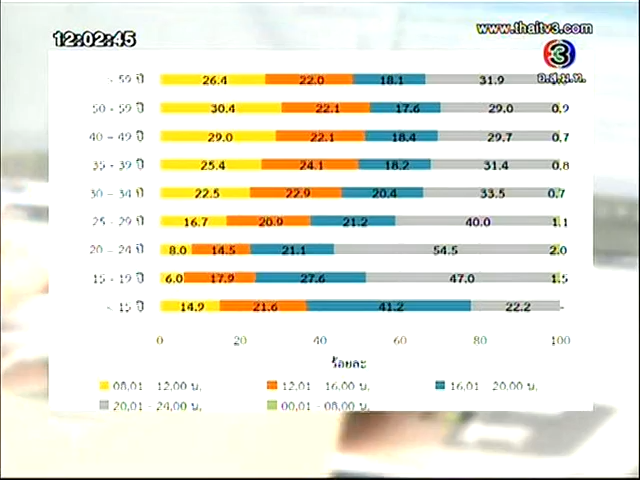 12:02:45
www.thaitv3.com
3
อ.ส.ม.ท.
59 ปี 26.4 22.0 18.1 31.9
50 - 59 ปี 30.4 22.1 17.6 29.0 0.9
40 - 49 ปี 29.0 22.1 18.4 29.7 0.7
35 - 39 ปี 25.4 24.1 18.2 31.4 0.8
30 - 34 ปี 22.5 22.9 20.4 33.5 0.7
25 - 29 ปี 16.7 20.9 21.2 40.0 1.1
20 - 24 ปี 8.0 14.5 21.1 54.5 2.0
15 - 19 ปี 6.0 17.9 27.6 47.0 1.5
< 15 ปี 14.9 21.6 41.2 22.2 -
0 20 40 60 80 100
ร้อยละ
08.01 - 12.00 น. 12.01 - 16.00 น. 16.01 - 20.00 น.
20.01 - 24.00 น. 00.01 - 08.00 น.